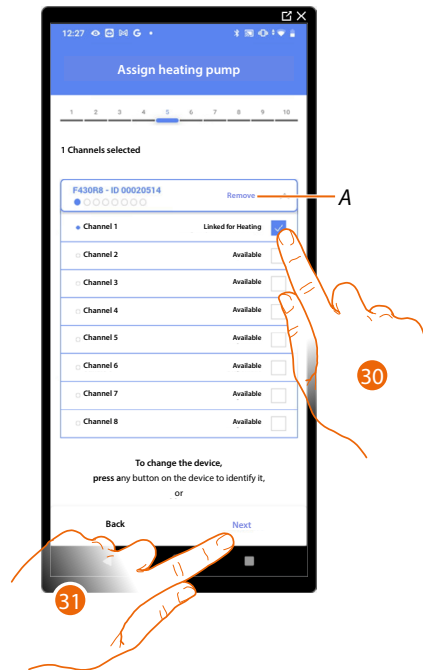 12:27 G
Assign heating pump
1 2 3 4 5 6 7 8 9 10
1 Channels selected
F430R8 - ID 00020514
Remove
A
Channel 1 Linked for Heating
Channel 2 Available
Channel 3 Available
Channel 4 Available
Channel 5 Available
Channel 6 Available
Channel 7 Available
Channel 8 Available
30
To change the device,
press any button on the device to identify it,
or
Back Next
31